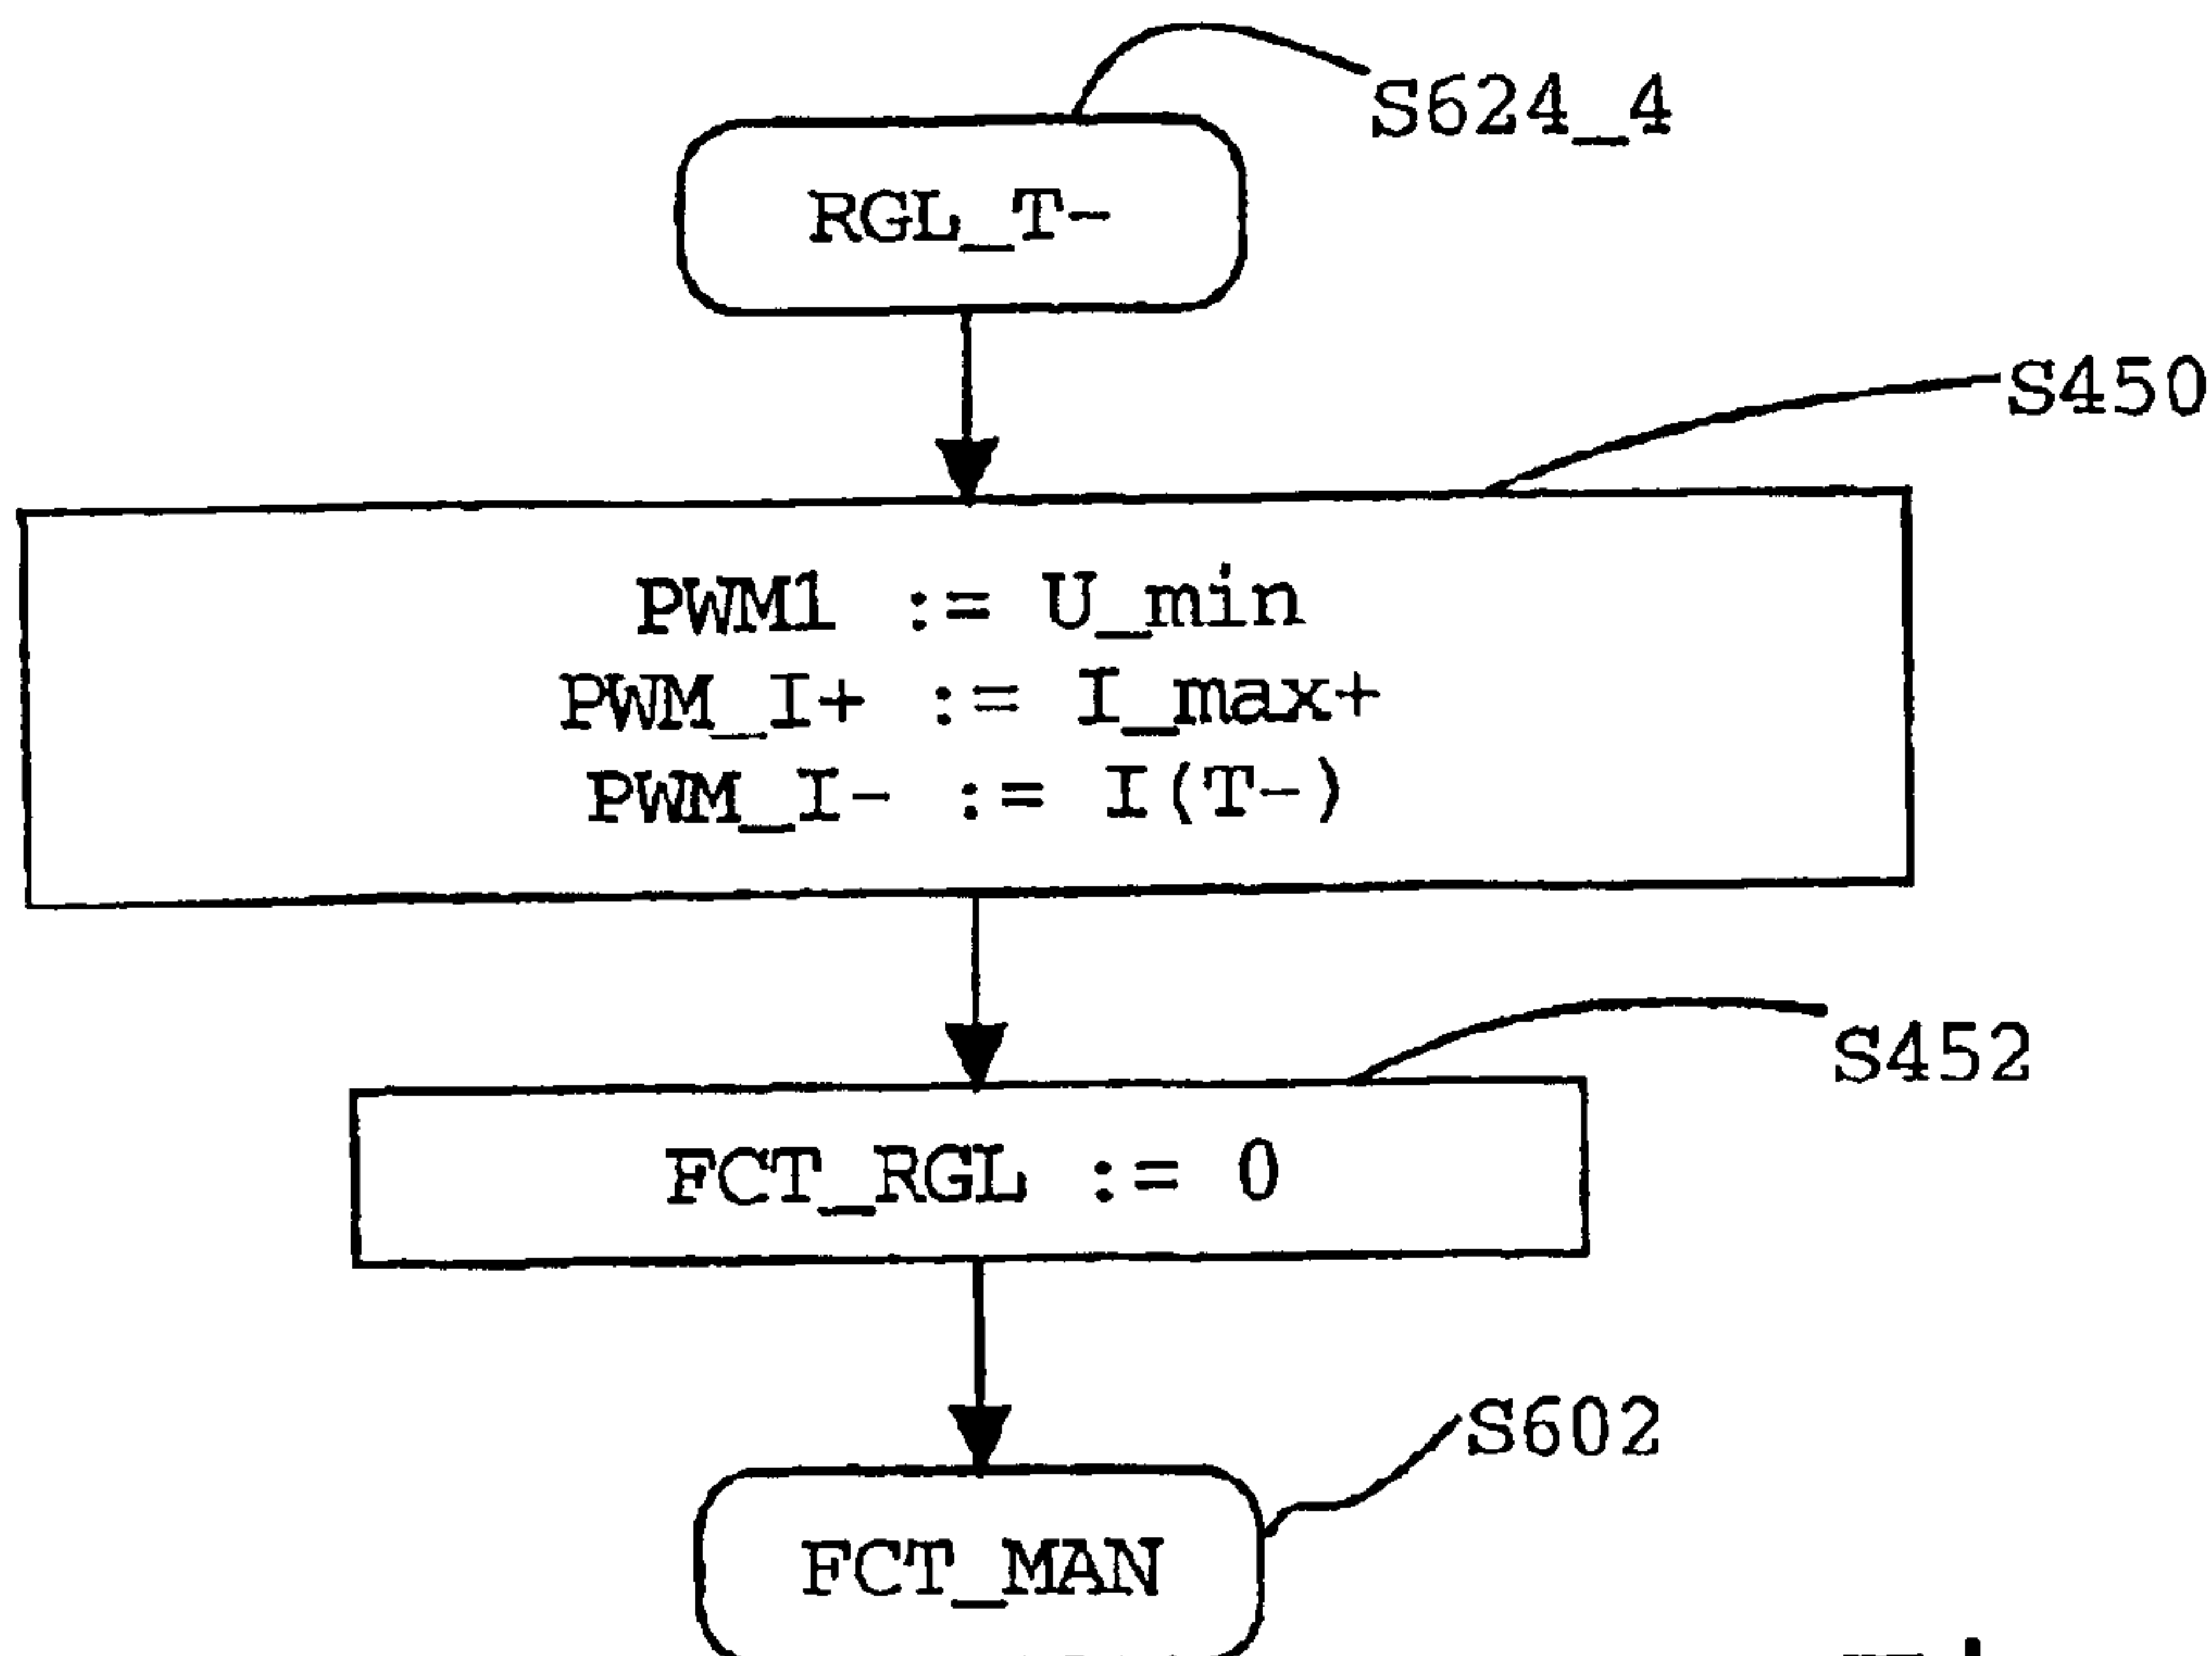 S624_4
RGL_T-
S450
PWM1 := U_min
PWM_I+ := I_max+
PWM_I- := I(T-)
S452
FCT_RGL := 0
S602
FCT_MAN